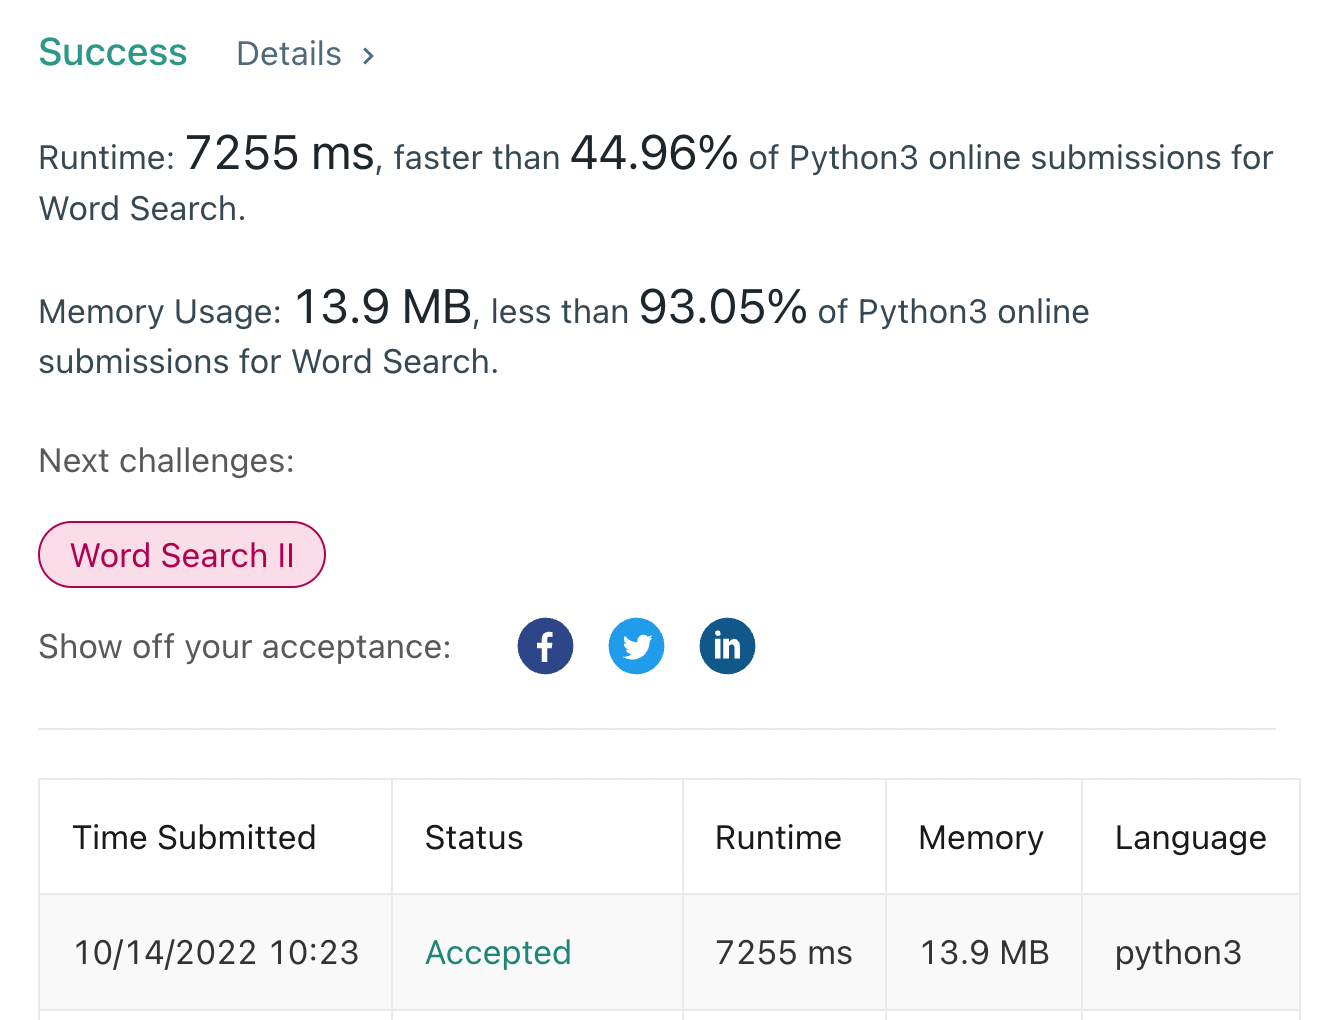 Success Details >
Runtime: 7255 ms, faster than 44.96% of Python3 online submissions for
Word Search.
Memory Usage: 13.9 MB, less than 93.05% of Python3 online
submissions for Word Search.
Next challenges:
Word Search II
Show off your acceptance: f in
Time Submitted Status Runtime Memory Language
10/14/2022 10:23 Accepted 7255 ms 13.9 MB python3